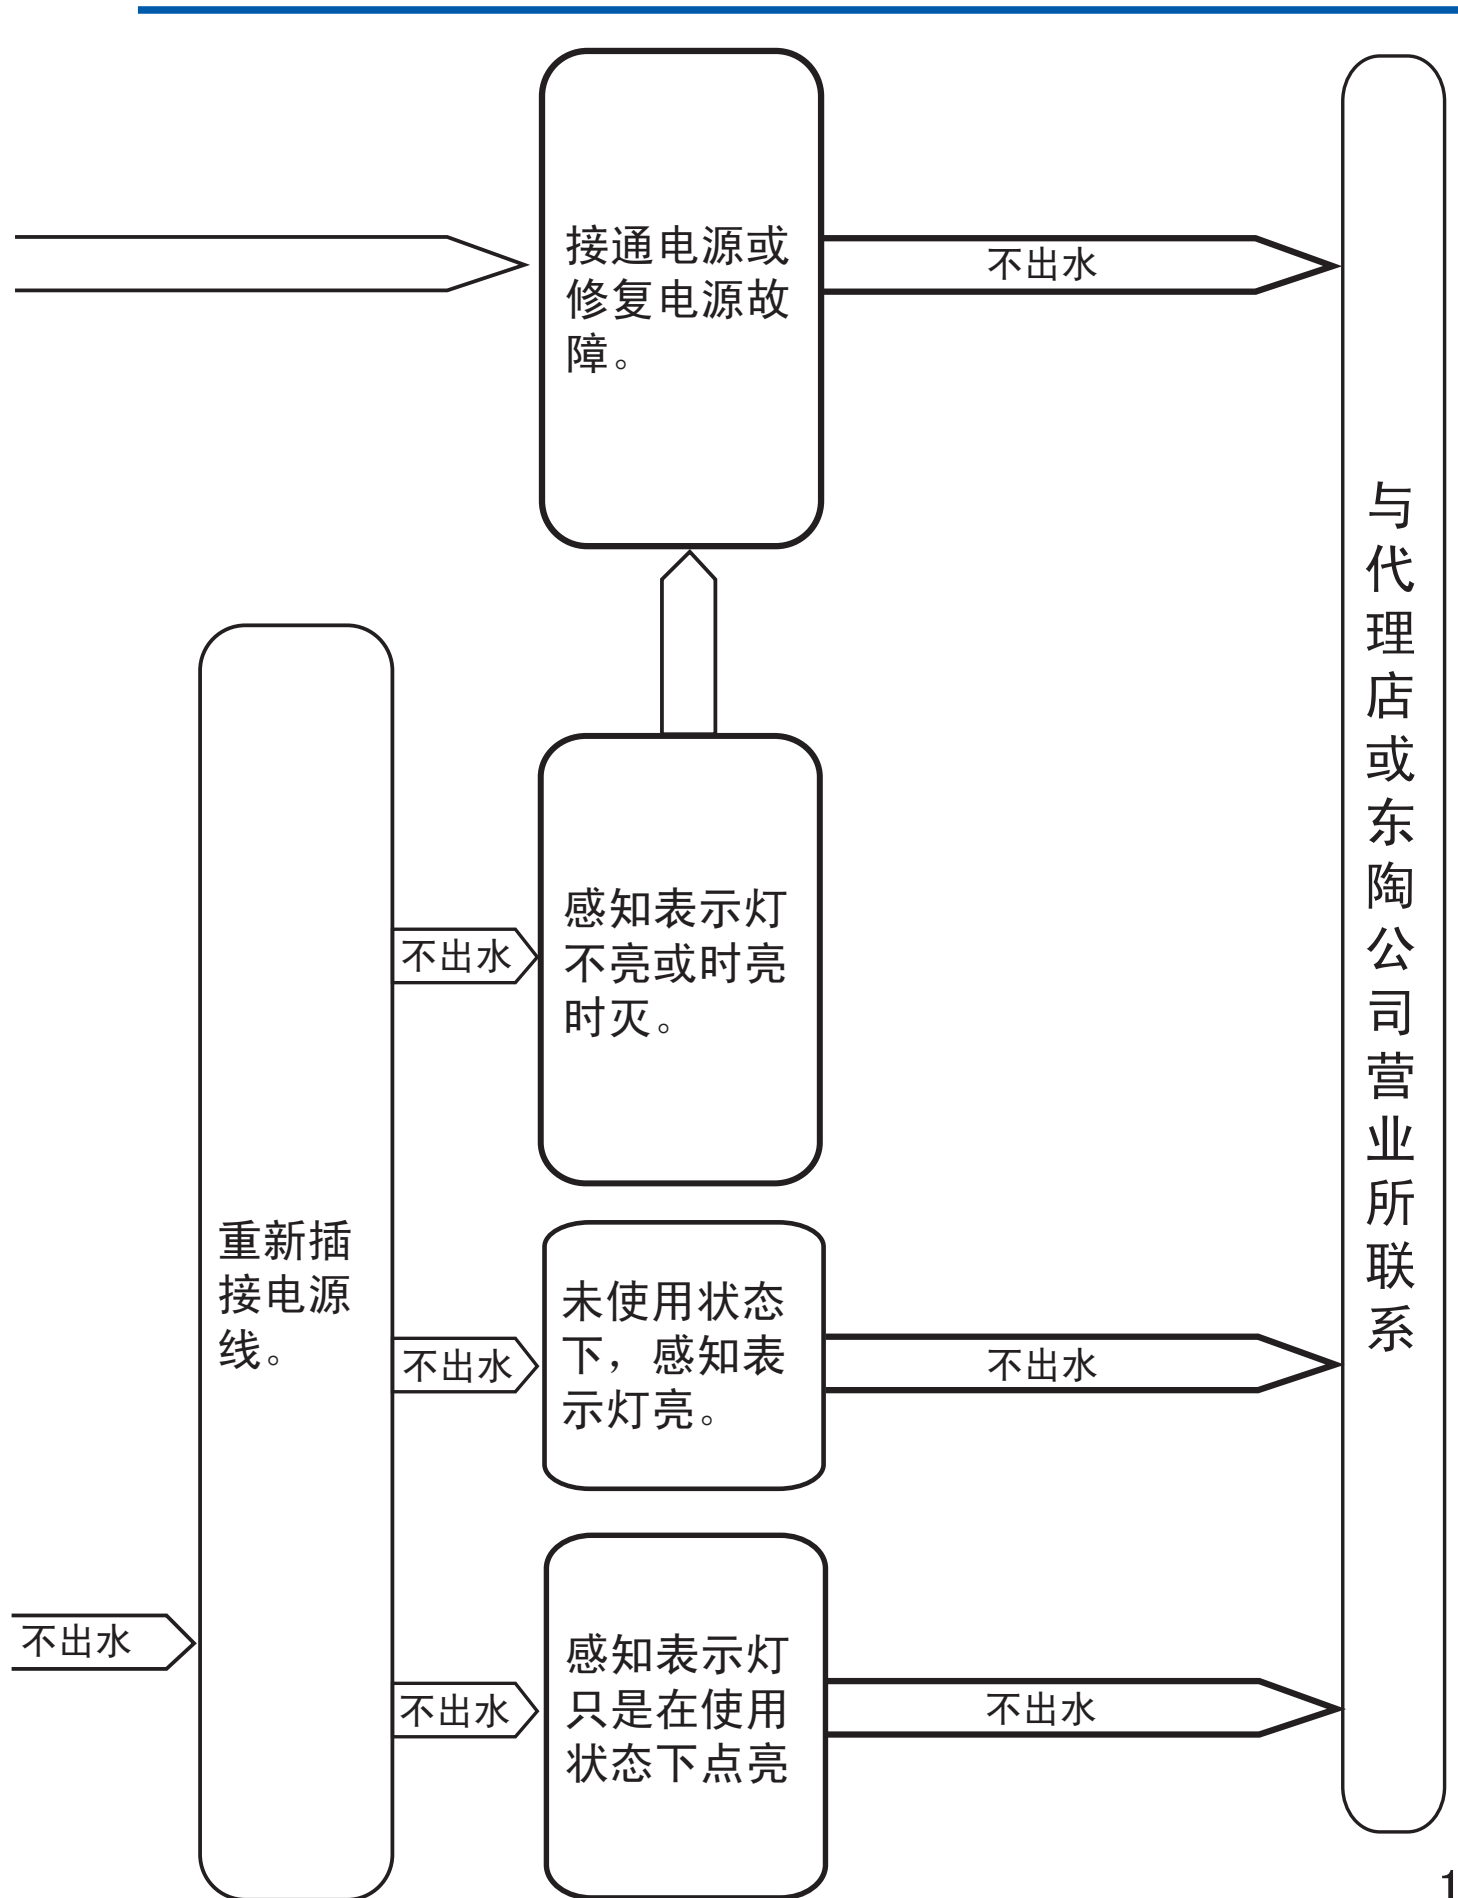 接通电源或
修复电源故
障。
不出水
与代理店或东陶公司营业所联系
感知表示灯
不亮或时亮
时灭。
不出水
重新插
接电源
线。
未使用状态
下，感知表
示灯亮。
不出水
不出水
不出水
感知表示灯
只是在使用
状态下点亮
不出水
不出水
1